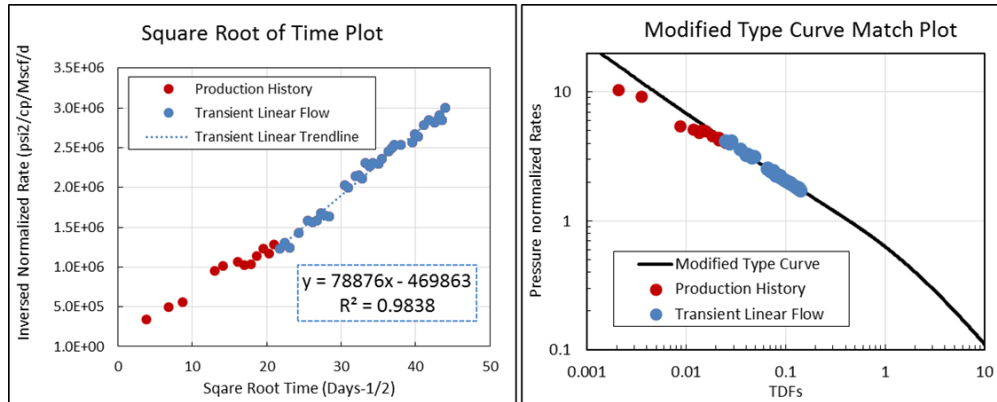 Square Root of Time Plot
Inversed Normalized Rate (psi2/cp/Mscf/d
3.5E+06
3.0E+06
2.5E+06
2.0E+06
1.5E+06
1.0E+06
5.0E+05
1.0E+00
Production History
Transient Linear Flow
Transient Linear Trendline
y = 78876x - 469863
R² = 0.9838
0 10 20 30 40 50
Sqare Root Time (Days-1/2)
Modified Type Curve Match Plot
Pressure normnalized Rates
10
1
0.1
Modified Type Curve
Production History
Transient Linear Flow
0.001 0.01 0.1 1 10
TDFs